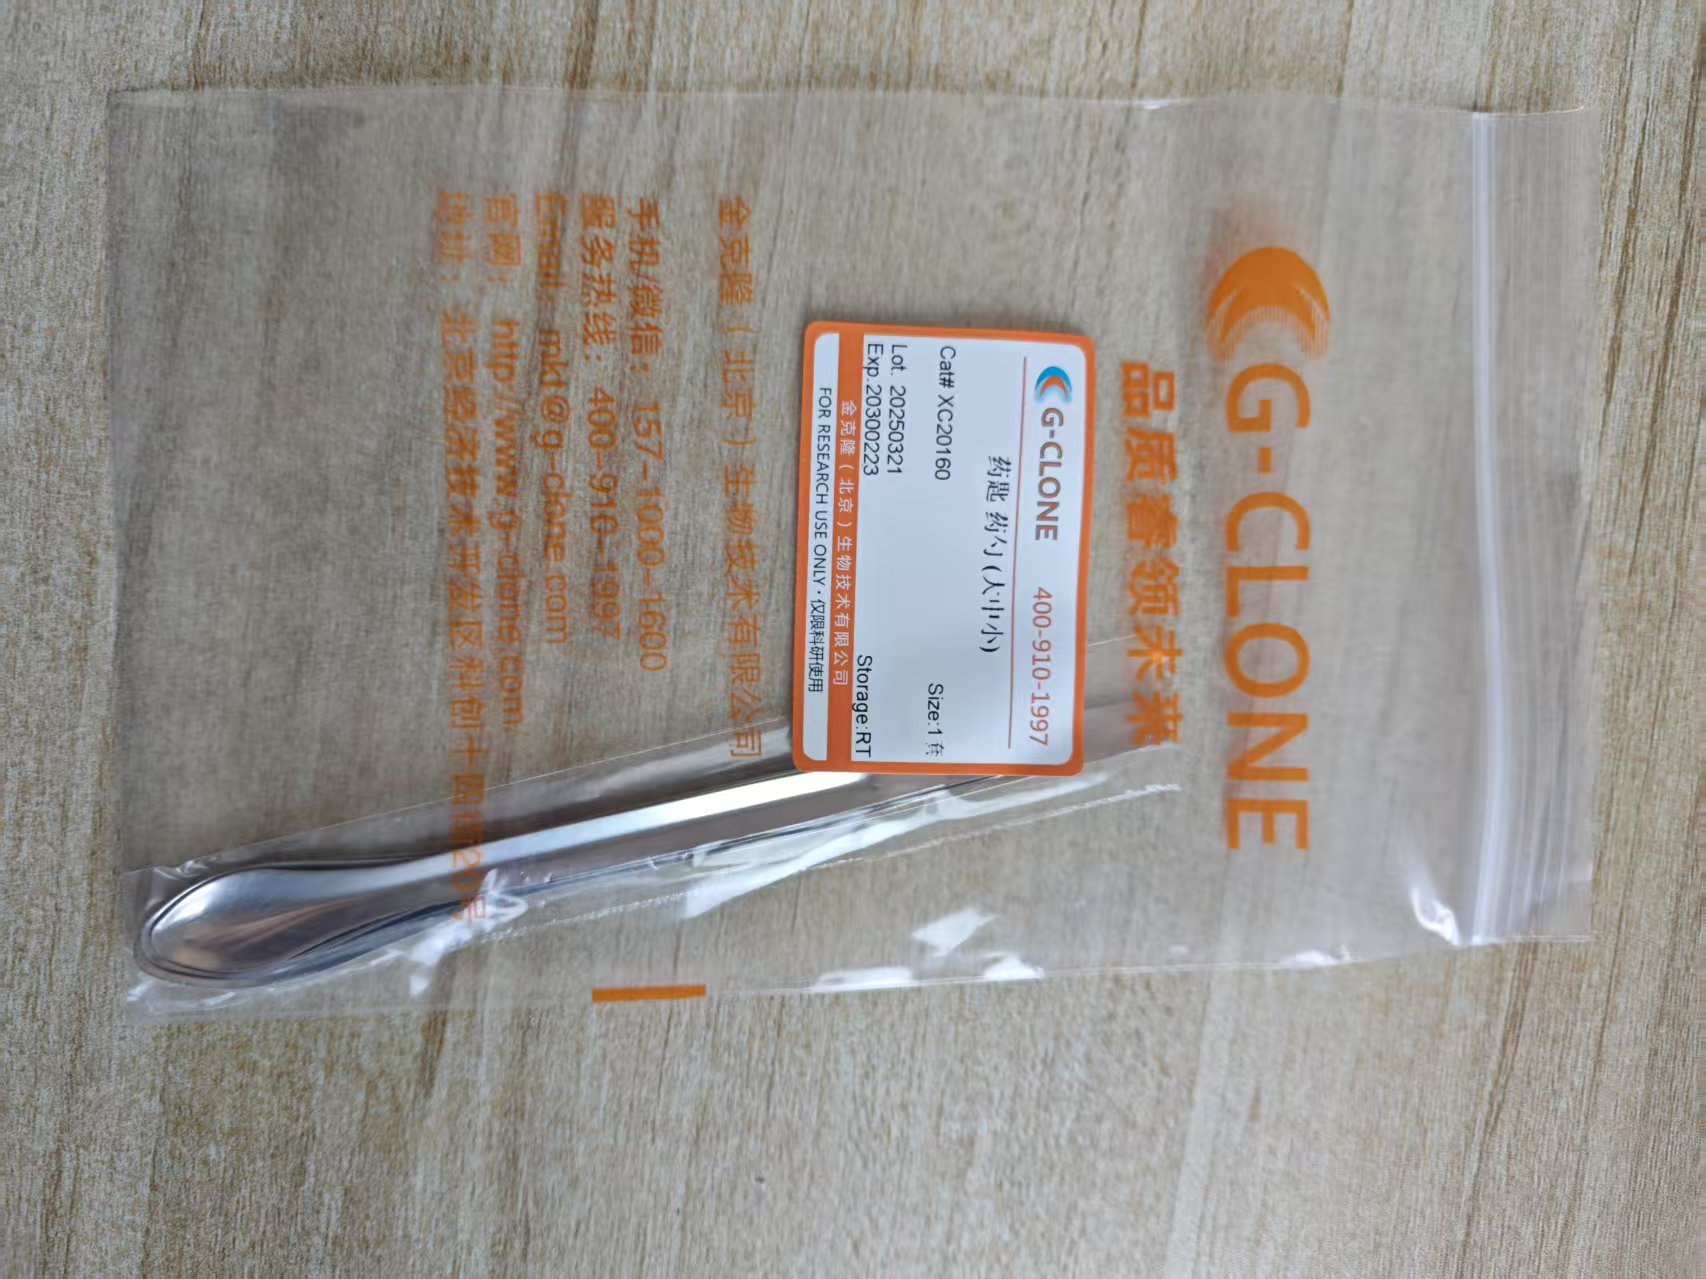 G-CLONE
品质睿领未来
G-CLONE 400-910-1997
药匙 药勺 (大中小)
Cat# XC20160 Size:1套
Lot. 20250321
Exp.20300223 Storage:RT
金克隆（北京）生物技术有限公司
FOR RESEARCH USE ONLY · 仅限科研使用
金克隆（北京）生物技术有限公司
手机/微信：157-1000-1600
服务热线：400-910-1997
Email: mkt@g-clone.com
官网：http://www.g-clone.com/
地址：北京经济技术开发区科创十四街20号